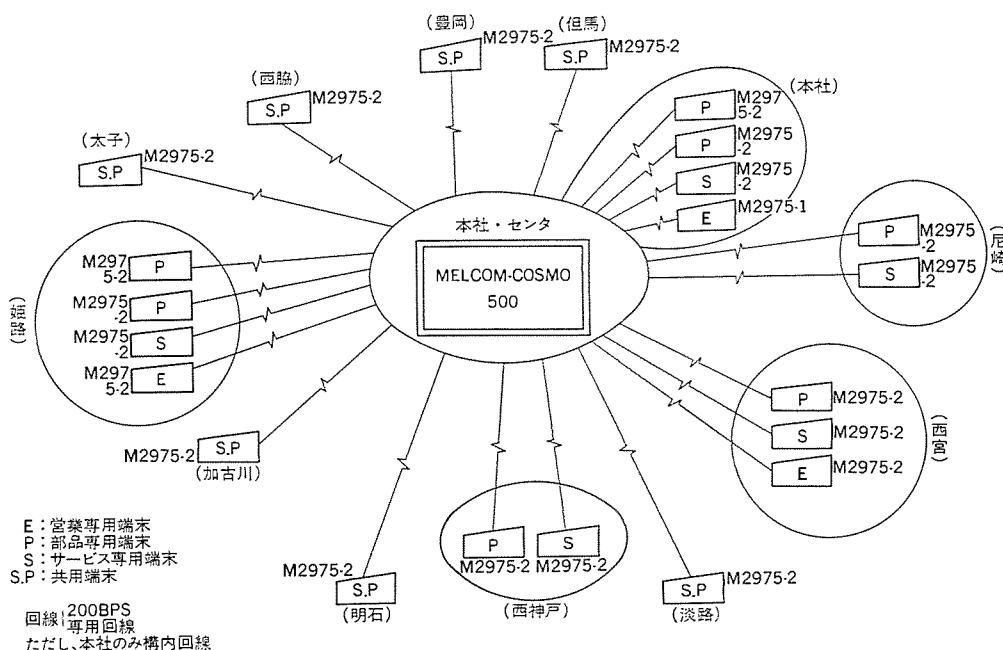 (豊岡)
S.P
M2975-2
(但馬)
S.P
M2975-2
(西脇)
S.P
M2975-2
(太子)
S.P
M2975-2
(本社)
P
M297
5-2
P
M2975
-2
S
M2975
-2
E
M2975-1
(尼崎)
P
M2975
-2
S
M2975
-2
本社・センタ
MELCOM-COSMO
500
(姫路)
M297
5-2
P
M2975
-2
P
M2975
-2
S
M297
5-2
E
(西宮)
P
M2975-2
S
M2975-2
E
M2975-2
M2975-2
S.P
(加古川)
M2975-2
S.P
(明石)
P
S
M2975-2
M2975-2
(西神戸)
S.P
M2975-2
(淡路)
E:営業専用端末
P:部品専用端末
S:サービス専用端末
S.P:共用端末
回線{200BPS
専用回線
ただし、本社のみ構内回線